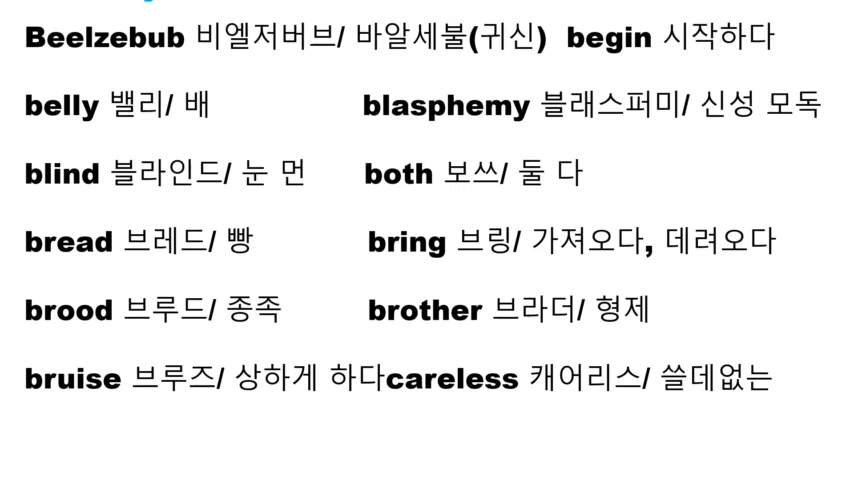 Beelzebub 비엘저버브/ 바알세불(귀신) begin 시작하다
belly 밸리/ 배 blasphemy 블래스퍼미/ 신성 모독
blind 블라인드/ 눈 먼 both 보쓰/ 둘 다
bread 브레드/ 빵 bring 브링/ 가져오다, 데려오다
brood 브루드/ 종족 brother 브라더/ 형제
bruise 브루즈/ 상하게 하다careless 캐어리스/ 쓸데없는